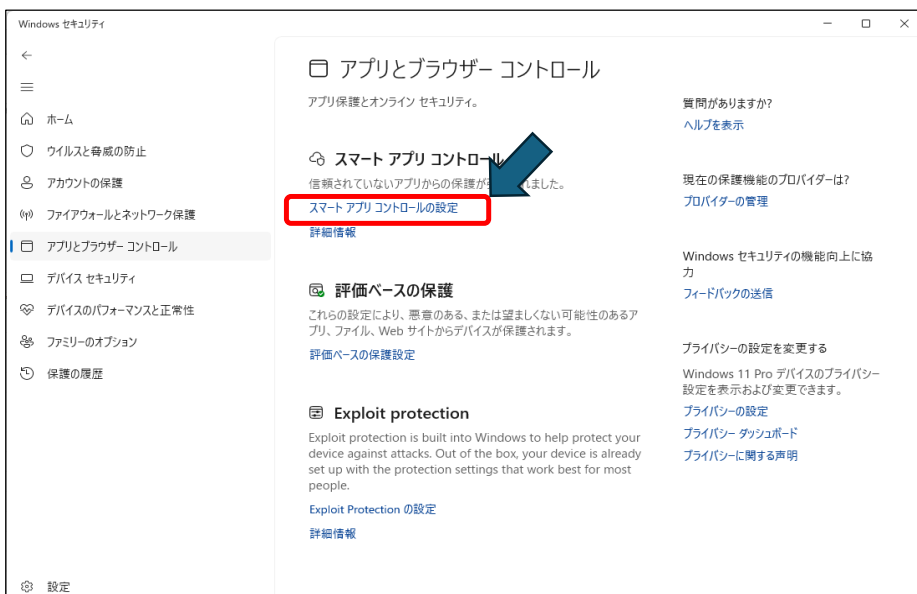 Windows セキュリティ
ホーム
ウイルスと脅威の防止
アカウントの保護
ファイアウォールとネットワーク保護
アプリとブラウザー コントロール
デバイス セキュリティ
デバイスのパフォーマンスと正常性
ファミリーのオプション
保護の履歴
設定
アプリとブラウザー コントロール
アプリ保護とオンライン セキュリティ。
スマート アプリ コントロール
信頼されていないアプリからの保護が されました。
スマート アプリ コントロールの設定
詳細情報
評価ベースの保護
これらの設定により、悪意のある、または望ましくない可能性のあるア
プリ、ファイル、Web サイトからデバイスが保護されます。
評価ベースの保護設定
Exploit protection
Exploit protection is built into Windows to help protect your
device against attacks. Out of the box, your device is already
set up with the protection settings that work best for most
people.
Exploit Protection の設定
詳細情報
質問がありますか?
ヘルプを表示
現在の保護機能のプロバイダーは?
プロバイダーの管理
Windows セキュリティの機能向上に協
力
フィードバックの送信
プライバシーの設定を変更する
Windows 11 Pro デバイスのプライバシー
設定を表示および変更できます。
プライバシーの設定
プライバシー ダッシュボード
プライバシーに関する声明